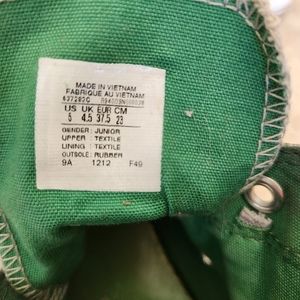 MADE IN VIETNAM
FABRIQUE AU VIETNAM
637282C
US UK EUR CM
5 4.5 37.5 23
GENDER : JUNIOR
UPPER : TEXTILE
LINING : TEXTILE
OUTSOLE : RUBBER
9A 1212 F49